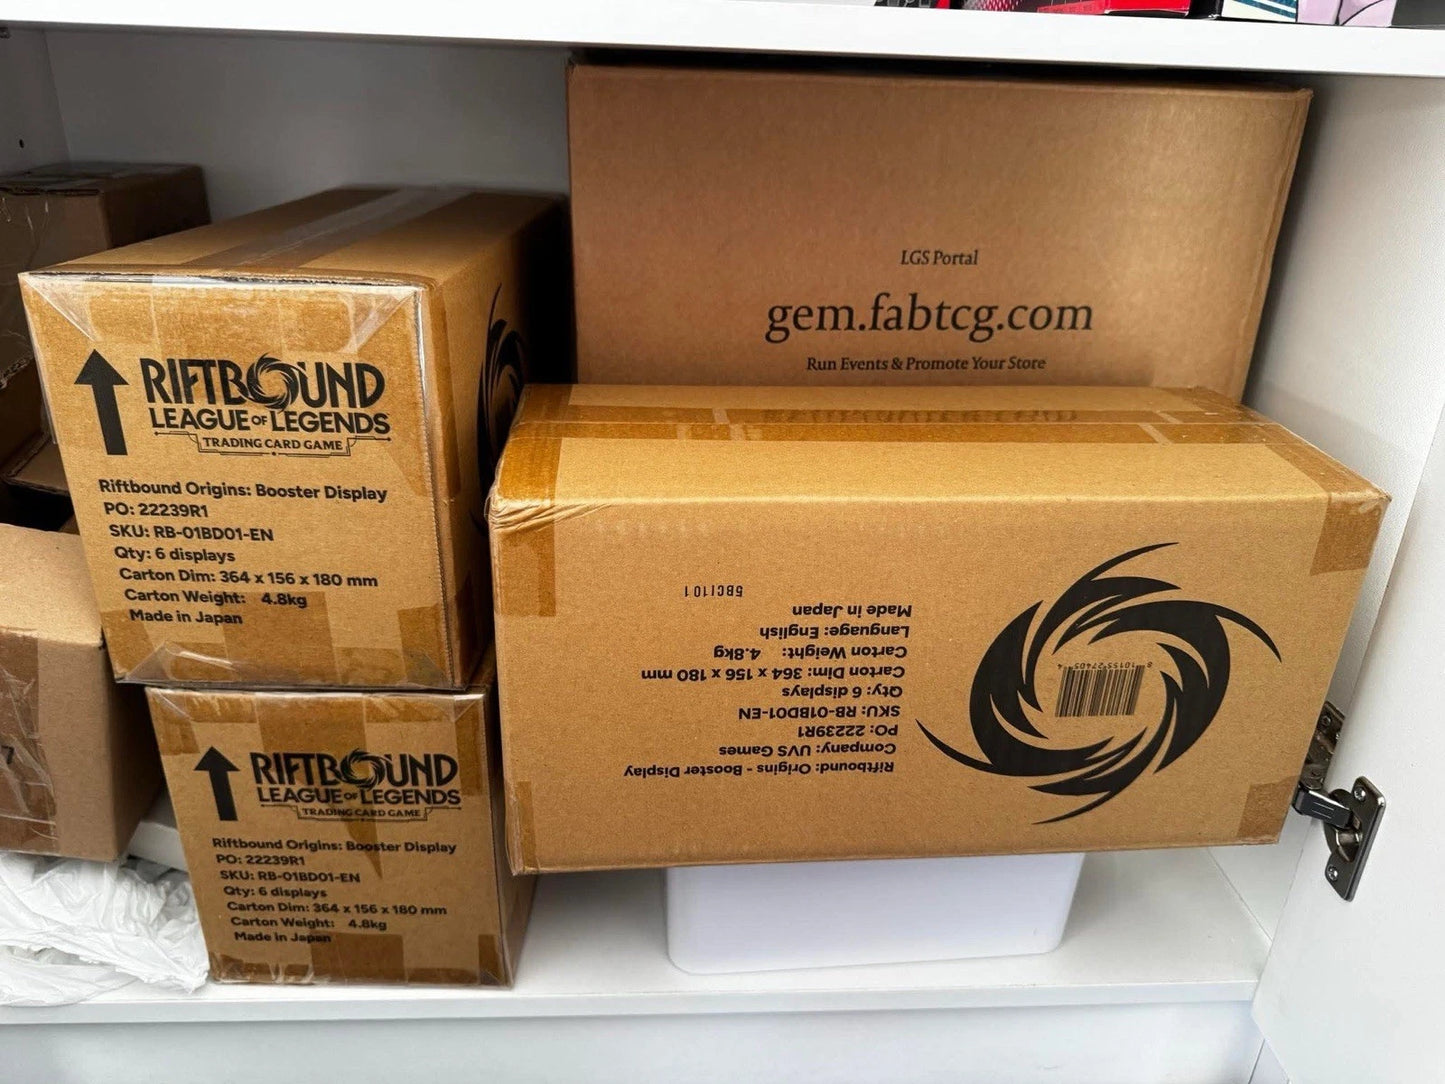 LGS Portal
gem.fabtcg.com
Run Events & Promote Your Store
RIFTBOUND
LEAGUE OF LEGENDS
TRADING CARD GAME
Riftbound Origins: Booster Display
PO: 22239R1
SKU: RB-01BD01-EN
Qty: 6 displays
Carton Dim: 364 x 156 x 180 mm
Carton Weight: 4.8kg
Made in Japan
RIFTBOUND
LEAGUE OF LEGENDS
TRADING CARD GAME
Riftbound Origins: Booster Display
PO: 22239R1
SKU: RB-01BD01-EN
Qty: 6 displays
Carton Dim: 364 x 156 x 180 mm
Carton Weight: 4.8kg
Made in Japan
Riftbound: Origins - Booster Display
Company: UVS Games
PO: 22239R1
SKU: RB-01BD01-EN
Qty: 6 displays
Carton Dim: 364 x 156 x 180 mm
Carton Weight: 4.8kg
Language: English
Made in Japan
5BC1101
8 10155 27405 4